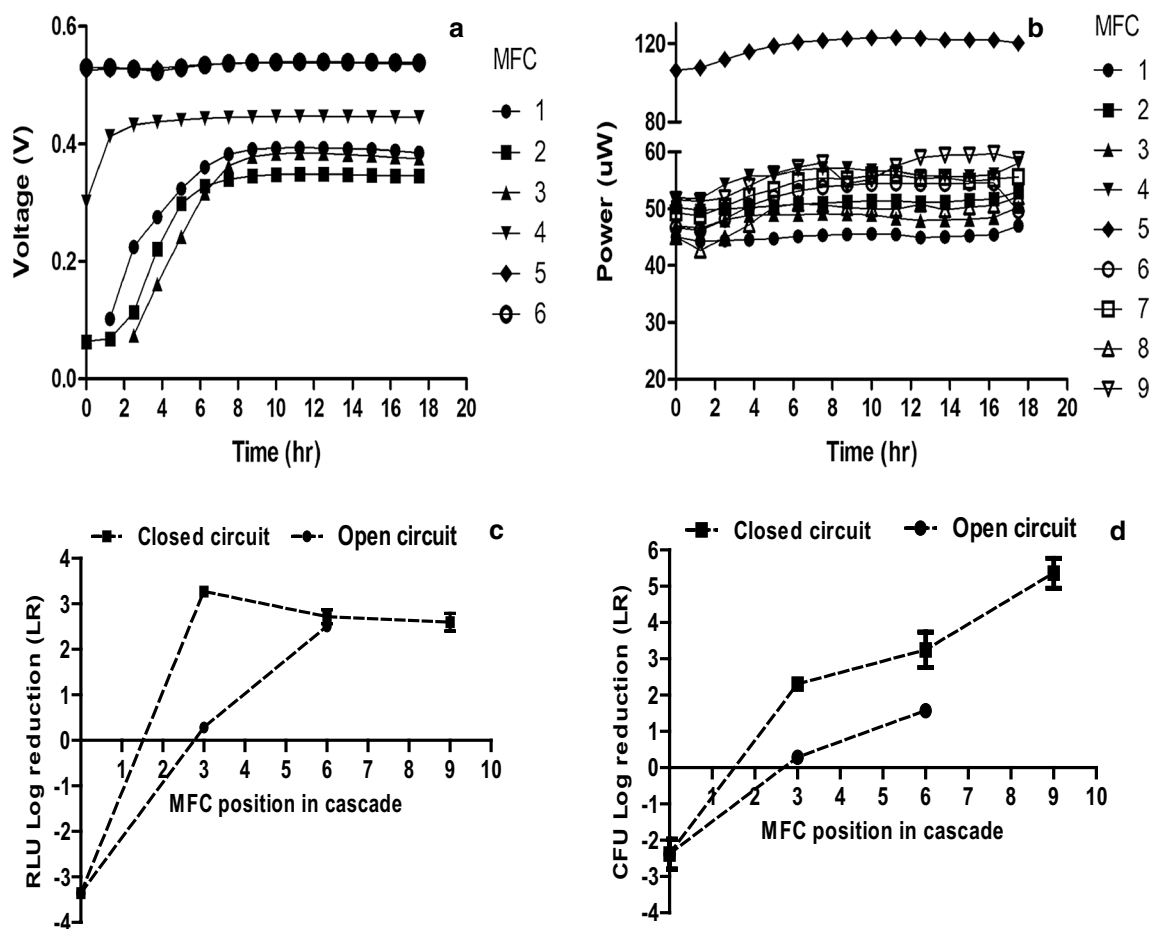 a
MFC
1
2
3
4
5
6
Voltage (V)
0.6
0.4
0.2
0.0
0 2 4 6 8 10 12 14 16 18 20
Time (hr)
b
MFC
1
2
3
4
5
6
7
8
9
Power (uW)
120
80
60
50
40
30
20
0 2 4 6 8 10 12 14 16 18 20
Time (hr)
c
Closed circuit Open circuit
RLU Log reduction (LR)
4
3
2
1
0
-1
-2
-3
-4
1 2 3 4 5 6 7 8 9 10
MFC position in cascade
d
Closed circuit Open circuit
CFU Log reduction (LR)
6
5
4
3
2
1
0
-1
-2
-3
-4
1 2 3 4 5 6 7 8 9 10
MFC position in cascade